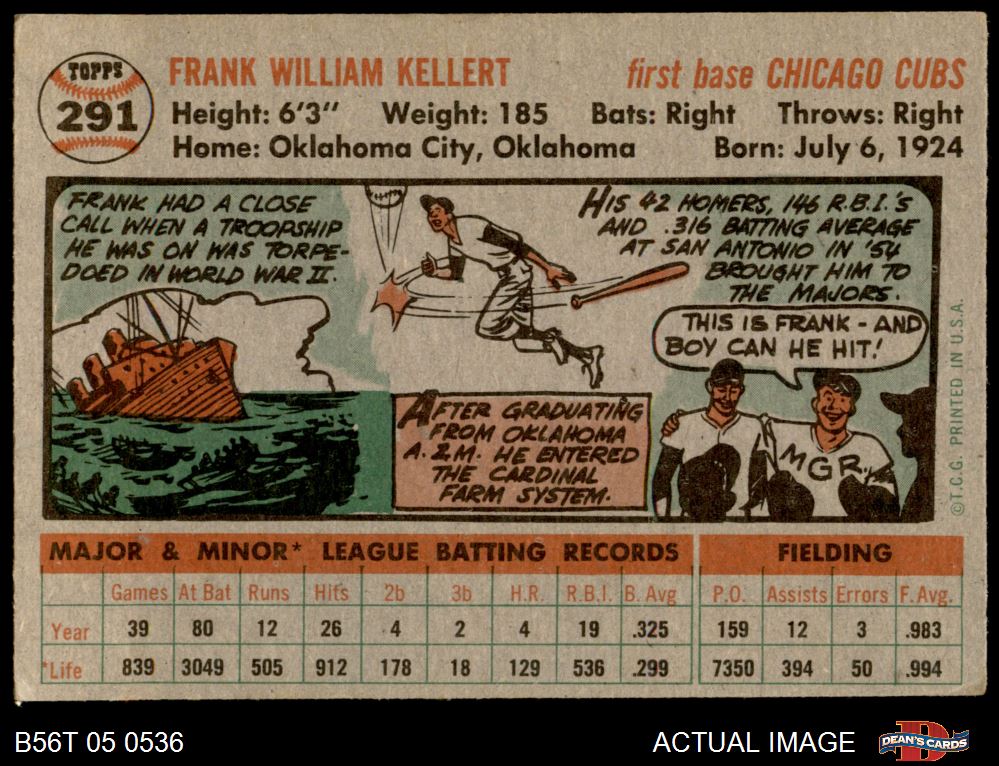 TOPPS
291
FRANK WILLIAM KELLERT first base CHICAGO CUBS
Height: 6'3" Weight: 185 Bats: Right Throws: Right
Home: Oklahoma City, Oklahoma Born: July 6, 1924
FRANK HAD A CLOSE
CALL WHEN A TROOPSHIP
HE WAS ON WAS TORPE-
DOED IN WORLD WAR II.
HIS 42 HOMERS, 146 R.B.I.'S
AND .316 BATTING AVERAGE
AT SAN ANTONIO IN '54
BROUGHT HIM TO
THE MAJORS.
THIS IS FRANK - AND
BOY CAN HE HIT!
MGR.
AFTER GRADUATING
FROM OKLAHOMA
A. & M. HE ENTERED
THE CARDINAL
FARM SYSTEM.
©T.C.G. PRINTED IN U.S.A.
MAJOR & MINOR* LEAGUE BATTING RECORDS FIELDING
Games At Bat Runs Hits 2b 3b H.R. R.B.I. B. Avg P.O. Assists Errors F. Avg.
Year 39 80 12 26 4 2 4 19 .325 159 12 3 .983
*Life 839 3049 505 912 178 18 129 536 .299 7350 394 50 .994
B56T 05 0536 ACTUAL IMAGE DEAN'S CARDS